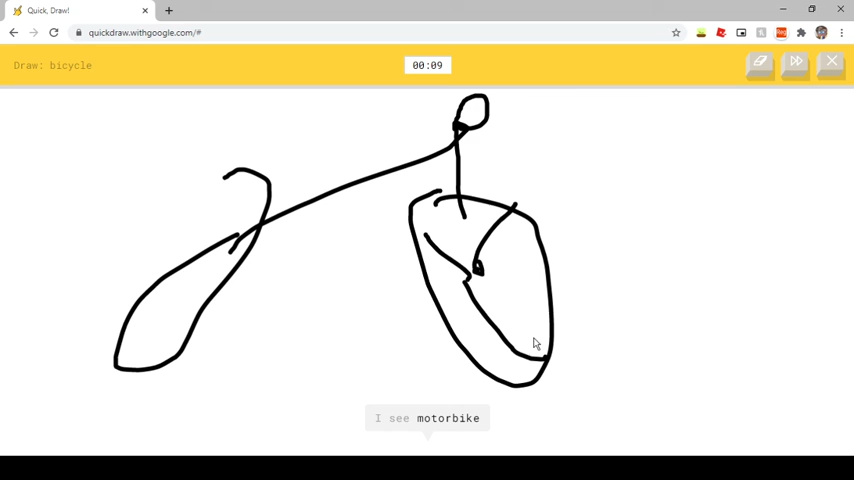 Quick, Draw!
quickdraw.withgoogle.com/#
Draw: bicycle
00:09
I see motorbike